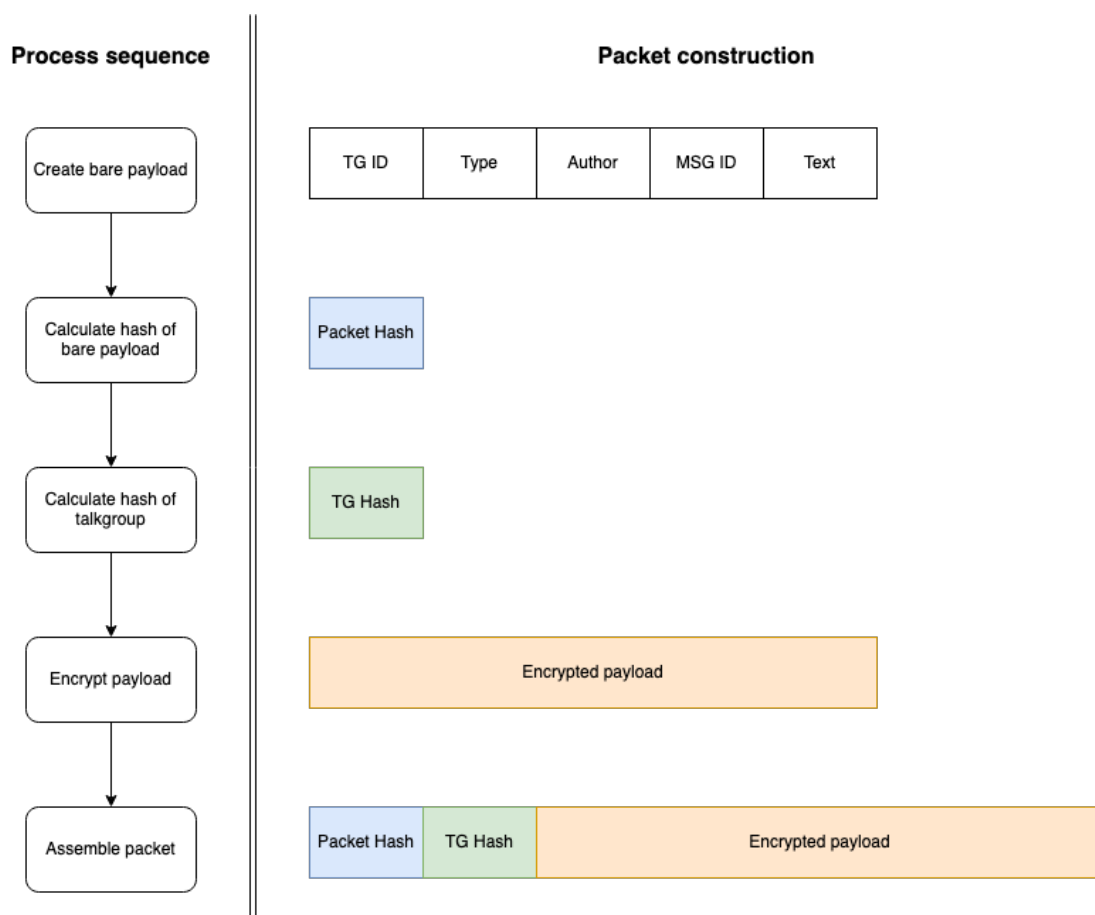 Process sequence
Packet construction
Create bare payload
TG ID
Type
Author
MSG ID
Text
Calculate hash of
bare payload
Packet Hash
Calculate hash of
talkgroup
TG Hash
Encrypt payload
Encrypted payload
Assemble packet
Packet Hash
TG Hash
Encrypted payload